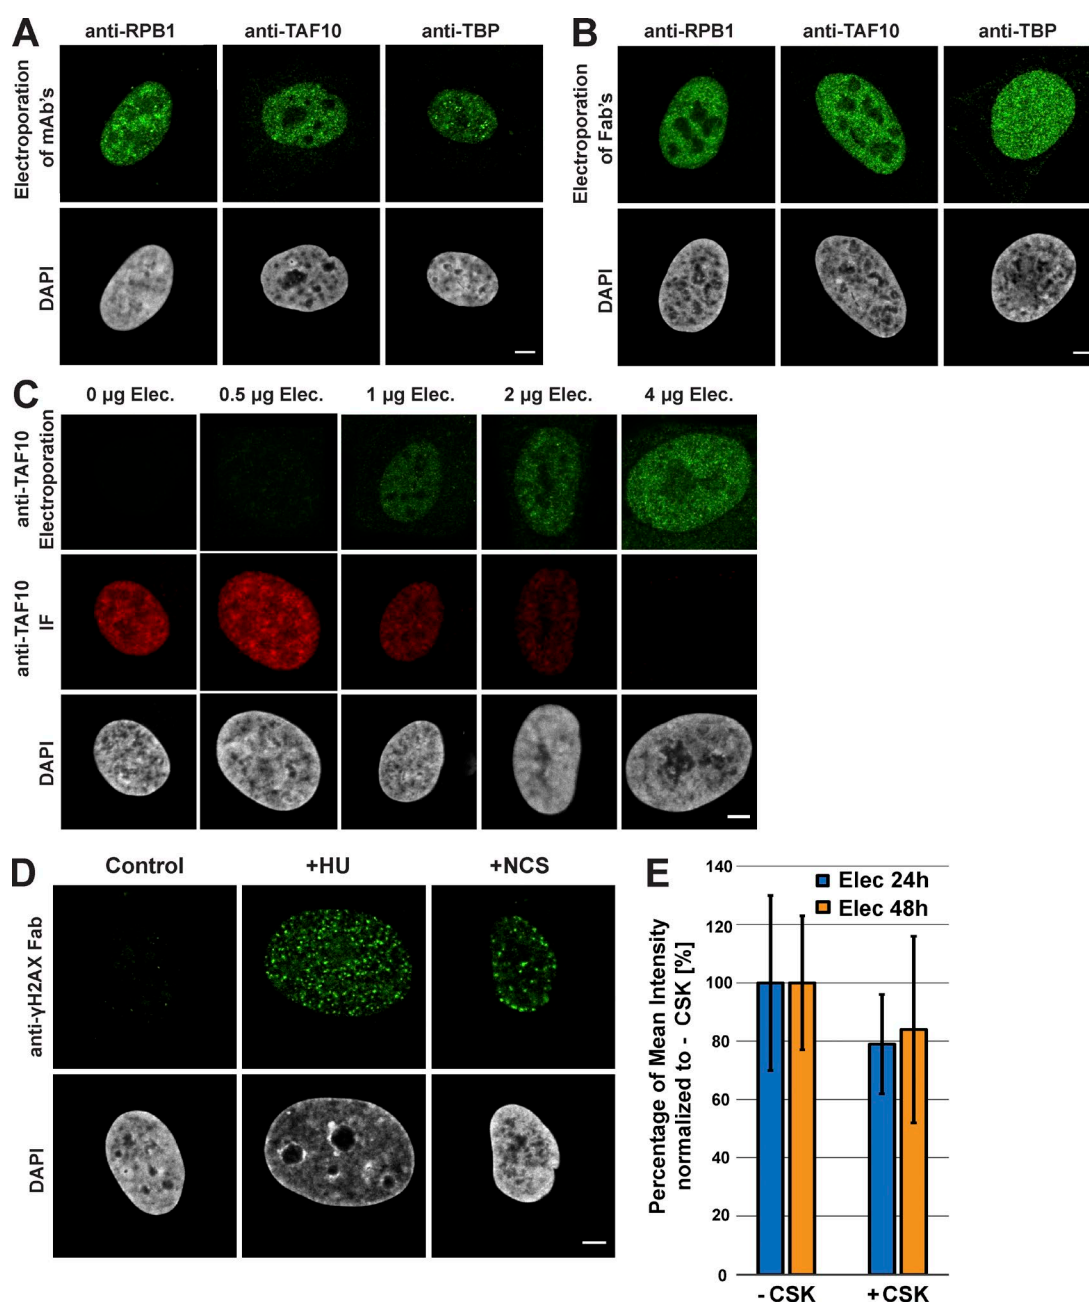 A
anti-RPB1 anti-TAF10 anti-TBP
Electroporation
of mAb's
DAPI
B
anti-RPB1 anti-TAF10 anti-TBP
Electroporation
of Fab's
DAPI
C
0 µg Elec. 0.5 µg Elec. 1 µg Elec. 2 µg Elec. 4 µg Elec.
anti-TAF10
Electroporation
anti-TAF10
IF
DAPI
D
Control +HU +NCS
anti-γH2AX Fab
DAPI
E
Percentage of Mean Intensity
normalized to - CSK [%]
140
120
100
80
60
40
20
0
Elec 24h
Elec 48h
- CSK + CSK